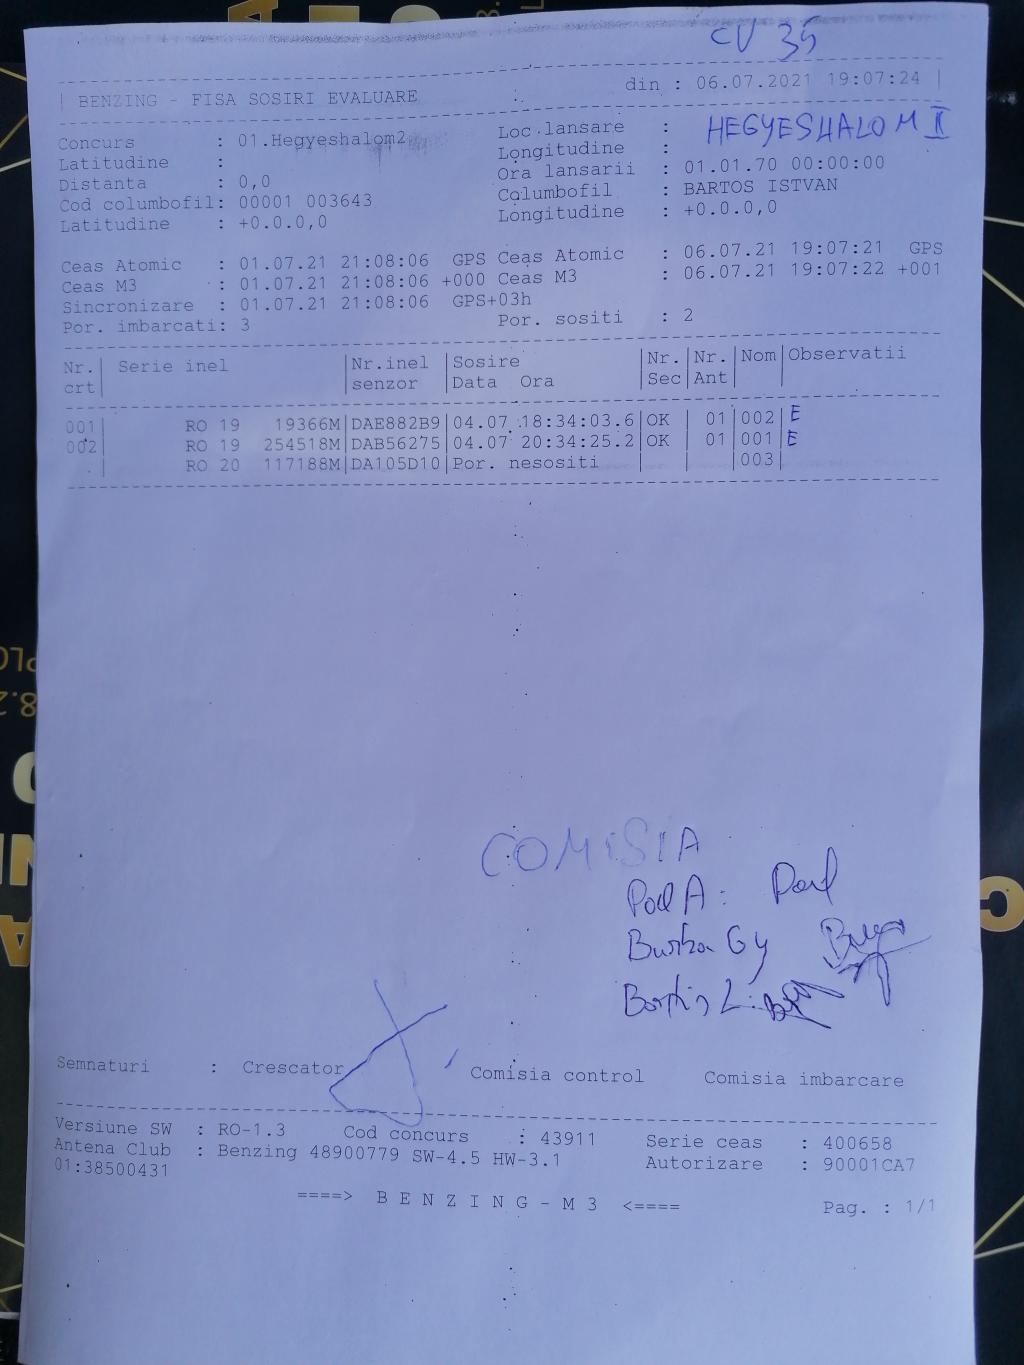 CV 35
| BENZING - FISA SOSIRI EVALUARE din : 06.07.2021 19:07:24 |
Concurs : 01.Hegyeshalom2 Loc.lansare : HEGYESHALOM II
Latitudine : Longitudine :
Distanta : 0,0 Ora lansarii : 01.01.70 00:00:00
Cod columbofil: 00001 003643 Columbofil : BARTOS ISTVAN
Latitudine : +0.0.0,0 Longitudine : +0.0.0,0
Ceas Atomic : 01.07.21 21:08:06 GPS Ceas Atomic : 06.07.21 19:07:21 GPS
Ceas M3 : 01.07.21 21:08:06 +000 Ceas M3 : 06.07.21 19:07:22 +001
Sincronizare : 01.07.21 21:08:06 GPS+03h
Por. imbarcati: 3 Por. sositi : 2
Nr. | Serie inel | Nr.inel | Sosire | Nr. | Nr. | Nom | Observatii
crt | senzor | Data Ora | Sec | Ant
001 | RO 19 19366M | DAE882B9 | 04.07 18:34:03.6 | OK | 01 | 002 | E
002 | RO 19 254518M | DAB56275 | 04.07 20:34:25.2 | OK | 01 | 001 | E
RO 20 117188M | DA105D10 | Por. nesositi | 003 |
COMISIA
A:
Gy
Semnaturi : Crescator Comisia control Comisia imbarcare
Versiune SW : RO-1.3 Cod concurs : 43911 Serie ceas : 400658
Antena Club : Benzing 48900779 SW-4.5 HW-3.1 Autorizare : 90001CA7
01:38500431
====> B E N Z I N G - M 3 <==== Pag. : 1/1